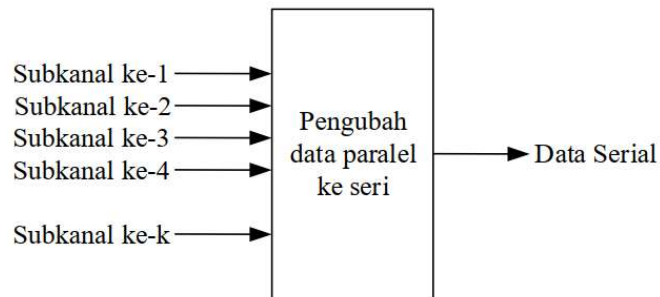 Subkanal ke-1
Subkanal ke-2
Subkanal ke-3
Subkanal ke-4
Subkanal ke-k
Pengubah
data paralel
ke seri
Data Serial